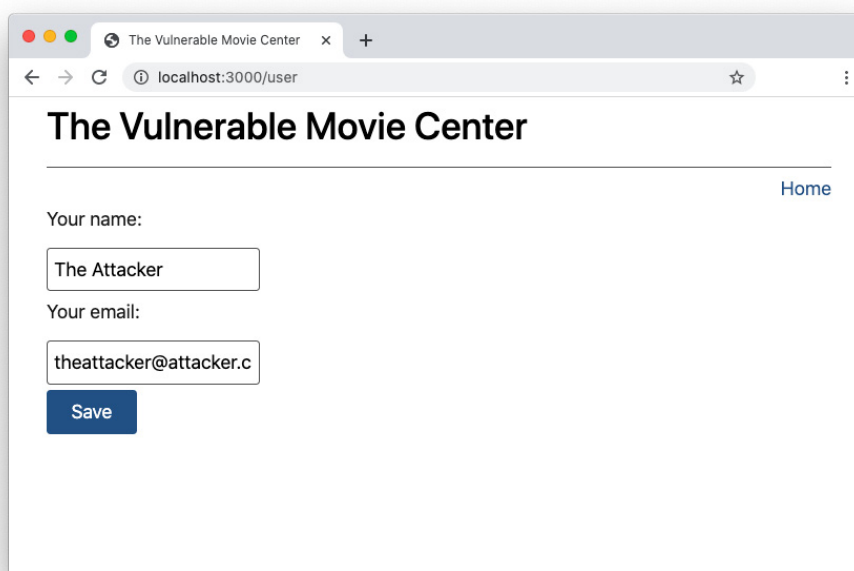 The Vulnerable Movie Center
localhost:3000/user
The Vulnerable Movie Center
Home
Your name:
The Attacker
Your email:
theattacker@attacker.c
Save